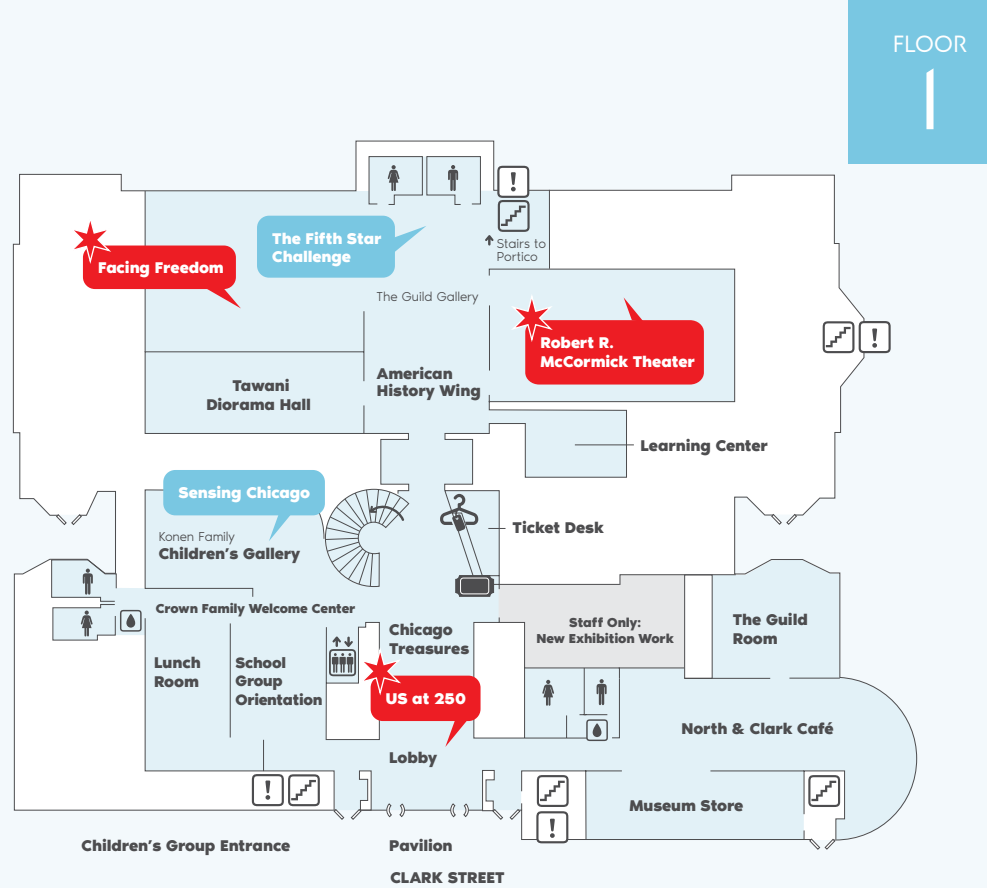 FLOOR
1
The Fifth Star
Challenge
Facing Freedom
!
Stairs to
Portico
The Guild Gallery
Robert R.
McCormick Theater
!
American
History Wing
Tawani
Diorama Hall
Learning Center
Sensing Chicago
Ticket Desk
Konen Family
Children's Gallery
Crown Family Welcome Center
Chicago
Treasures
Staff Only:
New Exhibition Work
The Guild
Room
Lunch
Room
School
Group
Orientation
US at 250
North & Clark Café
Lobby
!
Museum Store
!
Children's Group Entrance
Pavilion
CLARK STREET